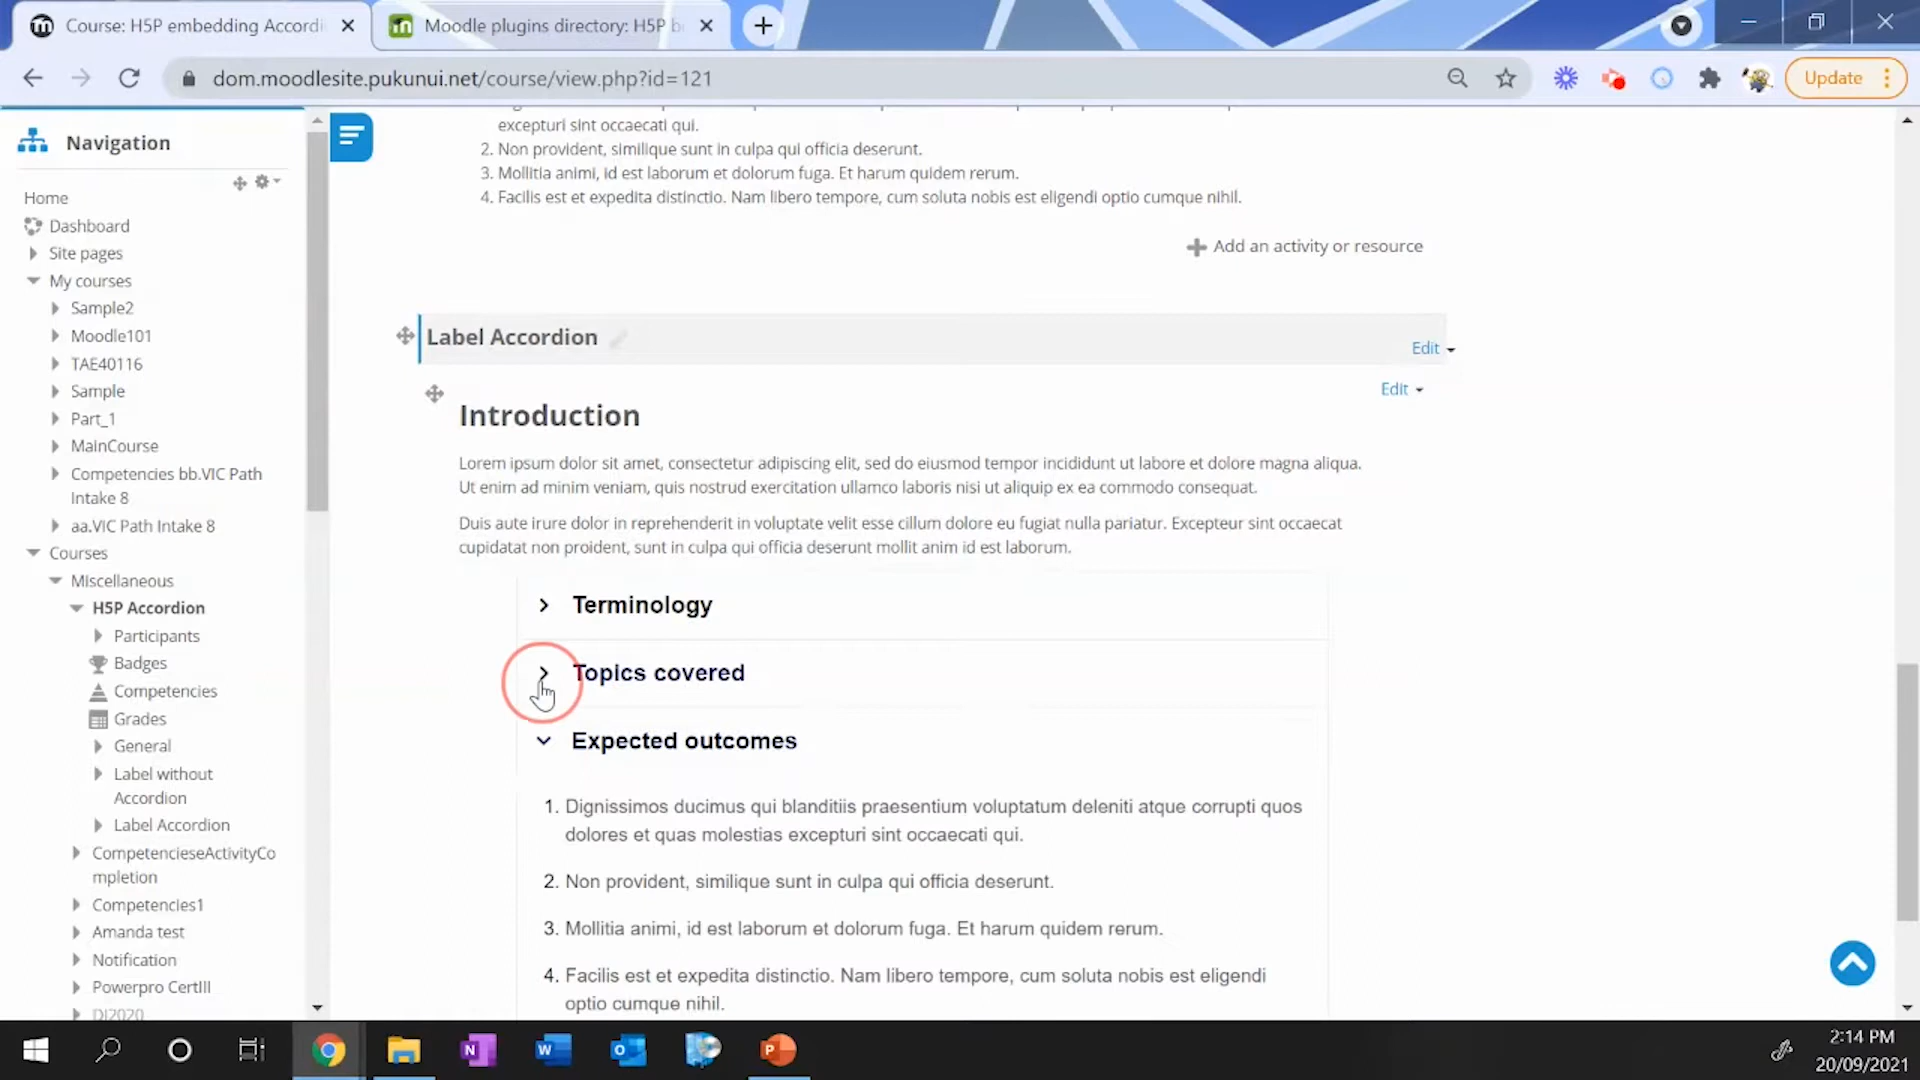 Course: H5P embedding Accordi
Moodle plugins directory: H5P b
dom.moodlesite.pukunui.net/course/view.php?id=121
Update
Navigation
Home
Dashboard
Site pages
My courses
Sample2
Moodle101
TAE40116
Sample
Part_1
MainCourse
Competencies bb.VIC Path
Intake 8
aa.VIC Path Intake 8
Courses
Miscellaneous
H5P Accordion
Participants
Badges
Competencies
Grades
General
Label without
Accordion
Label Accordion
CompetencieseActivityCo
mpletion
Competencies1
Amanda test
Notification
Powerpro CertIII
DI2020
excepturi sint occaecati qui.
2. Non provident, similique sunt in culpa qui officia deserunt.
3. Mollitia animi, id est laborum et dolorum fuga. Et harum quidem rerum.
4. Facilis est et expedita distinctio. Nam libero tempore, cum soluta nobis est eligendi optio cumque nihil.
Add an activity or resource
Label Accordion
Edit
Edit
Introduction
Lorem ipsum dolor sit amet, consectetur adipiscing elit, sed do eiusmod tempor incididunt ut labore et dolore magna aliqua.
Ut enim ad minim veniam, quis nostrud exercitation ullamco laboris nisi ut aliquip ex ea commodo consequat.
Duis aute irure dolor in reprehenderit in voluptate velit esse cillum dolore eu fugiat nulla pariatur. Excepteur sint occaecat
cupidatat non proident, sunt in culpa qui officia deserunt mollit anim id est laborum.
Terminology
Topics covered
Expected outcomes
1. Dignissimos ducimus qui blanditiis praesentium voluptatum deleniti atque corrupti quos
dolores et quas molestias excepturi sint occaecati qui.
2. Non provident, similique sunt in culpa qui officia deserunt.
3. Mollitia animi, id est laborum et dolorum fuga. Et harum quidem rerum.
4. Facilis est et expedita distinctio. Nam libero tempore, cum soluta nobis est eligendi
optio cumque nihil.
2:14 PM
20/09/2021